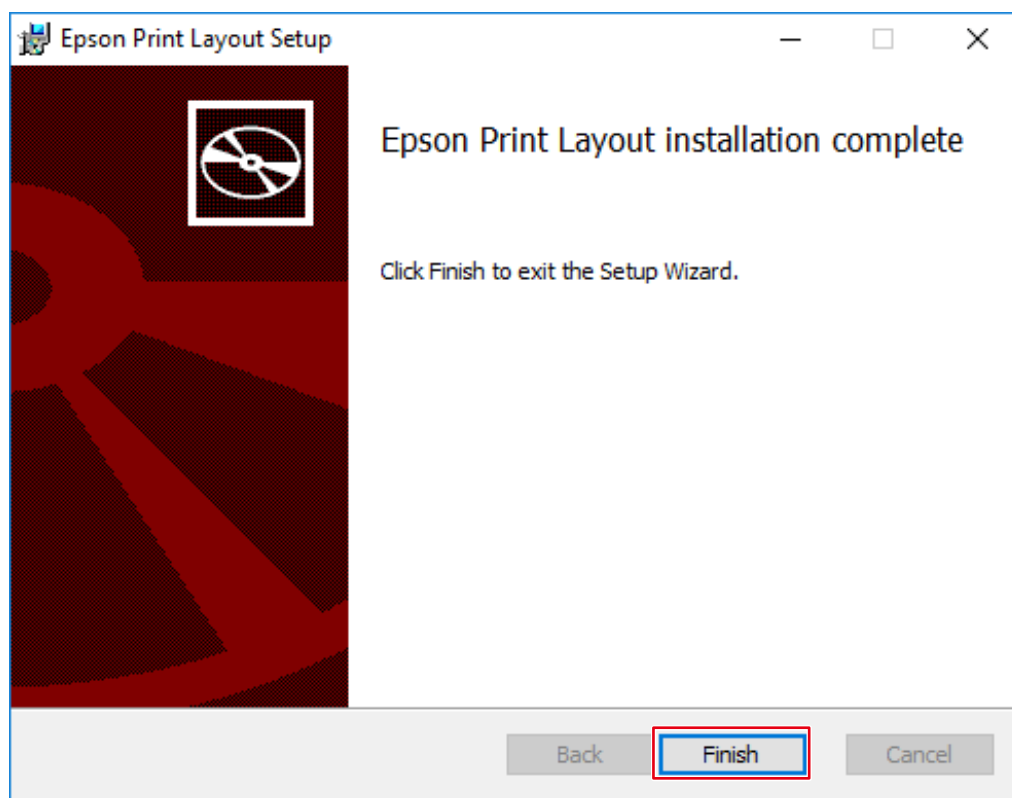 Epson Print Layout Setup
Epson Print Layout installation complete
Click Finish to exit the Setup Wizard.
Back Finish Cancel